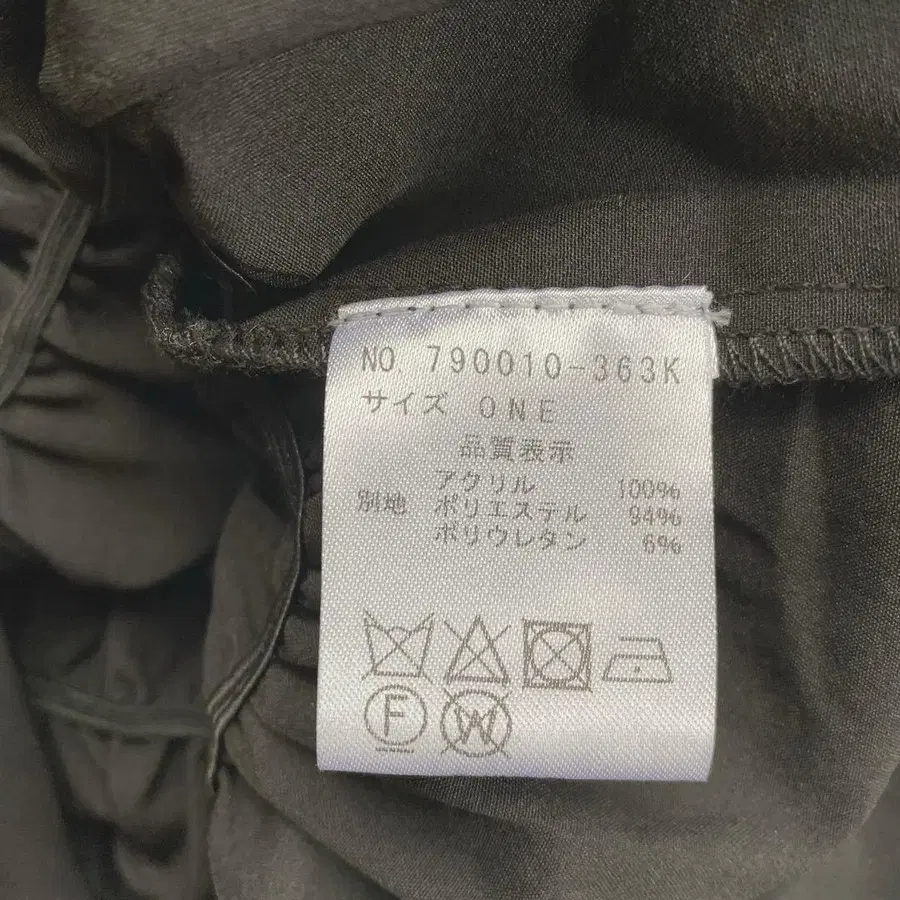 NO. 790010-363K
サイズ ONE
品質表示
アクリル 100%
別地 ポリエステル 94%
ポリウレタン 6%
F W